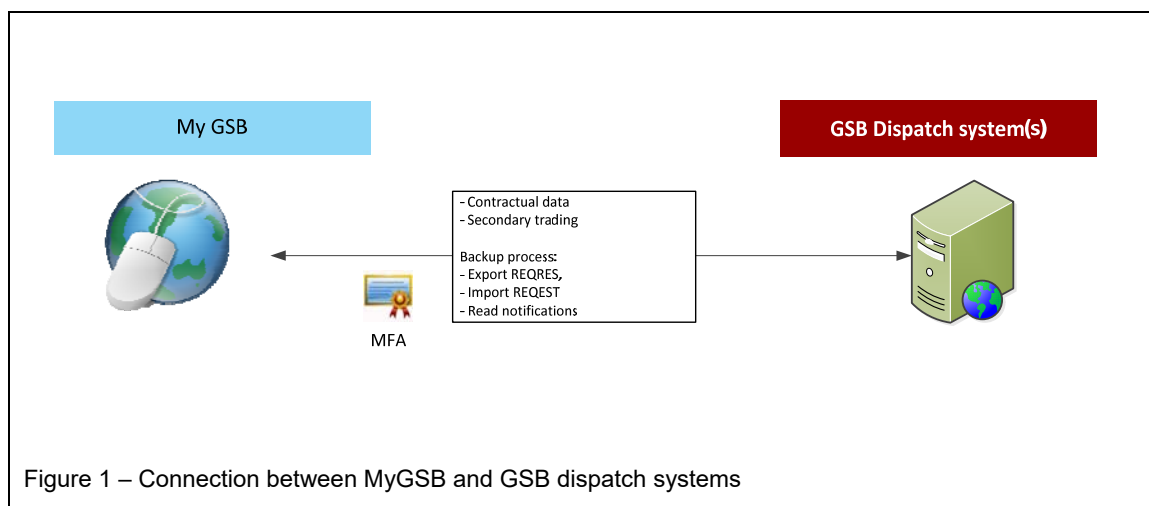 My GSB
GSB Dispatch system(s)
- Contractual data
- Secondary trading
Backup process:
- Export REQRES,
- Import REQEST
- Read notifications
MFA
Figure 1 – Connection between MyGSB and GSB dispatch systems